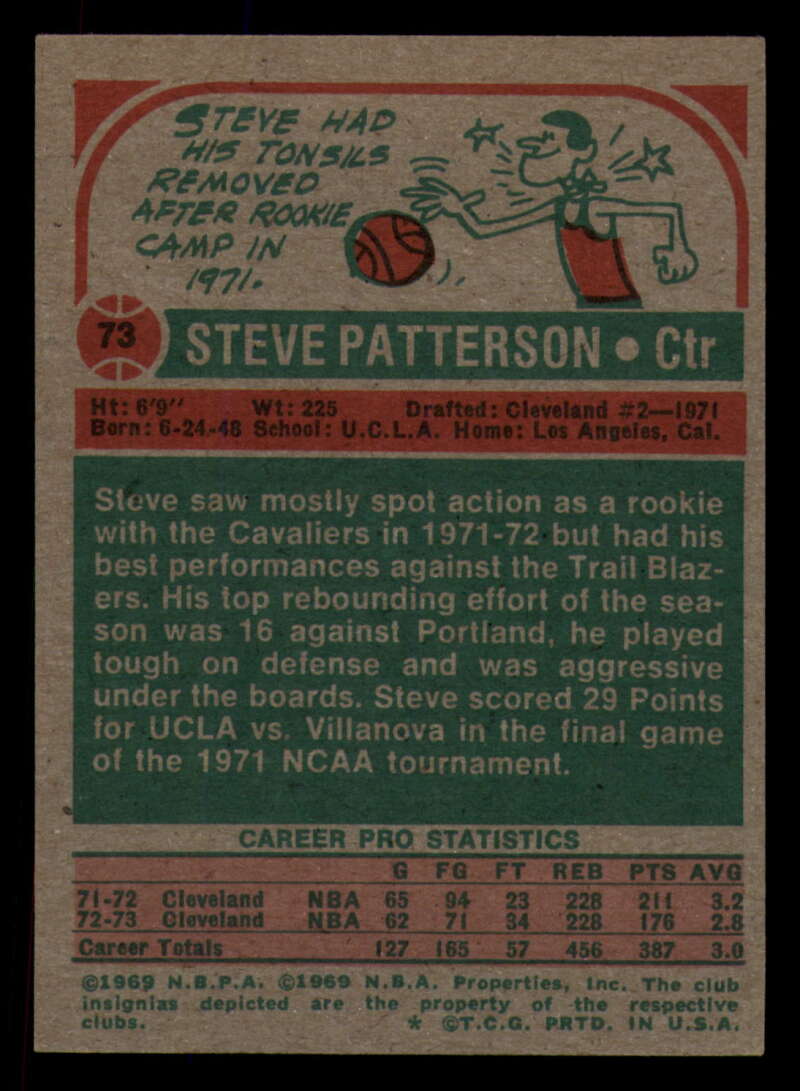 STEVE HAD
HIS TONSILS
REMOVED
AFTER ROOKIE
CAMP IN
1971.
73
STEVE PATTERSON • Ctr
Ht: 6'9" Wt: 225 Drafted: Cleveland #2—1971
Born: 6-24-48 School: U.C.L.A. Home: Los Angeles, Cal.
Steve saw mostly spot action as a rookie
with the Cavaliers in 1971-72 but had his
best performances against the Trail Blaz-
ers. His top rebounding effort of the sea-
son was 16 against Portland, he played
tough on defense and was aggressive
under the boards. Steve scored 29 Points
for UCLA vs. Villanova in the final game
of the 1971 NCAA tournament.
CAREER PRO STATISTICS
G FG FT REB PTS AVG
71-72 Cleveland NBA 65 94 23 228 211 3.2
72-73 Cleveland NBA 62 71 34 228 176 2.8
Career Totals 127 165 57 456 387 3.0
©1969 N.B.P.A. ©1969 N.B.A. Properties, Inc. The club
insignias depicted are the property of the respective
clubs. * ©T.C.G. PRTD. IN U.S.A.